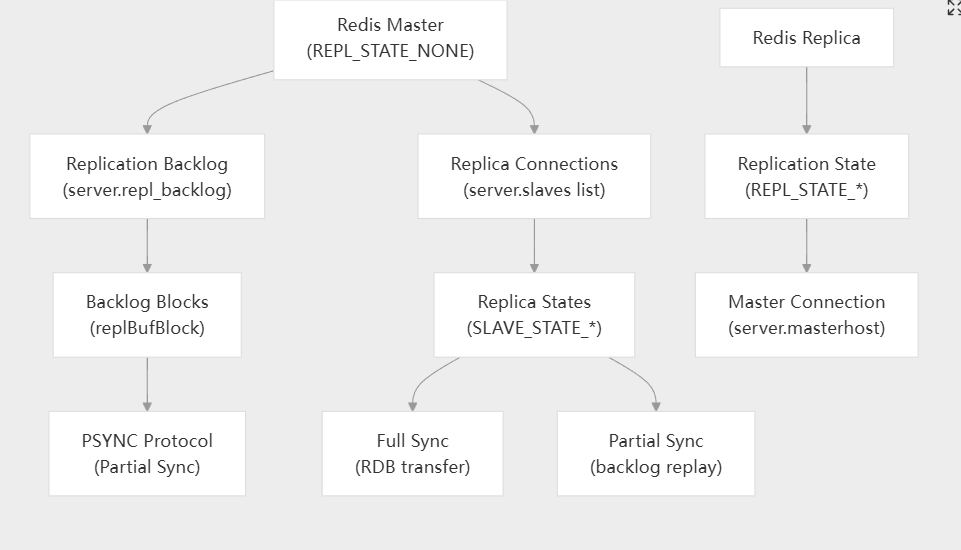 Redis Master
(REPL_STATE_NONE)
Redis Replica
Replication Backlog
(server.repl_backlog)
Replica Connections
(server.slaves list)
Replication State
(REPL_STATE_*)
Backlog Blocks
(replBufBlock)
Replica States
(SLAVE_STATE_*)
Master Connection
(server.masterhost)
PSYNC Protocol
(Partial Sync)
Full Sync
(RDB transfer)
Partial Sync
(backlog replay)